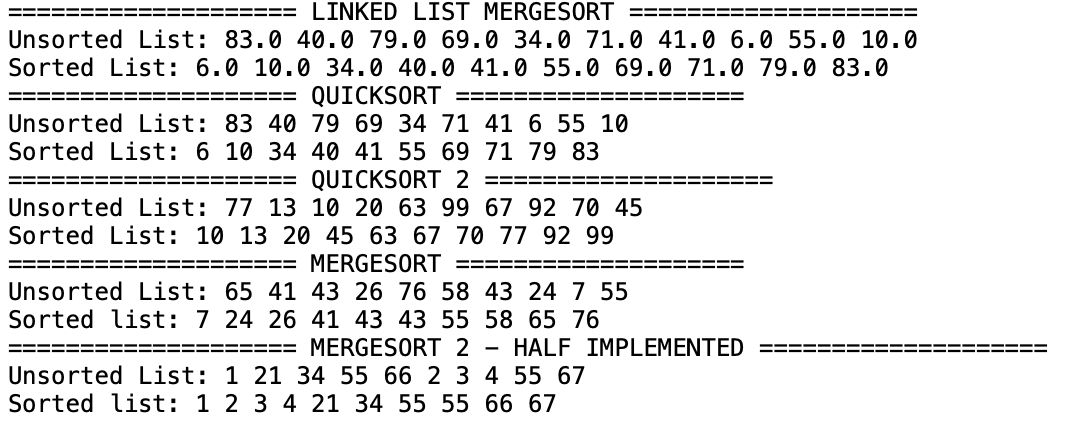 ==================== LINKED LIST MERGESORT ====================
Unsorted List: 83.0 40.0 79.0 69.0 34.0 71.0 41.0 6.0 55.0 10.0
Sorted List: 6.0 10.0 34.0 40.0 41.0 55.0 69.0 71.0 79.0 83.0
==================== QUICKSORT ====================
Unsorted List: 83 40 79 69 34 71 41 6 55 10
Sorted List: 6 10 34 40 41 55 69 71 79 83
==================== QUICKSORT 2 ====================
Unsorted List: 77 13 10 20 63 99 67 92 70 45
Sorted List: 10 13 20 45 63 67 70 77 92 99
==================== MERGESORT ====================
Unsorted List: 65 41 43 26 76 58 43 24 7 55
Sorted list: 7 24 26 41 43 43 55 58 65 76
==================== MERGESORT 2 - HALF IMPLEMENTED ====================
Unsorted List: 1 21 34 55 66 2 3 4 55 67
Sorted list: 1 2 3 4 21 34 55 55 66 67